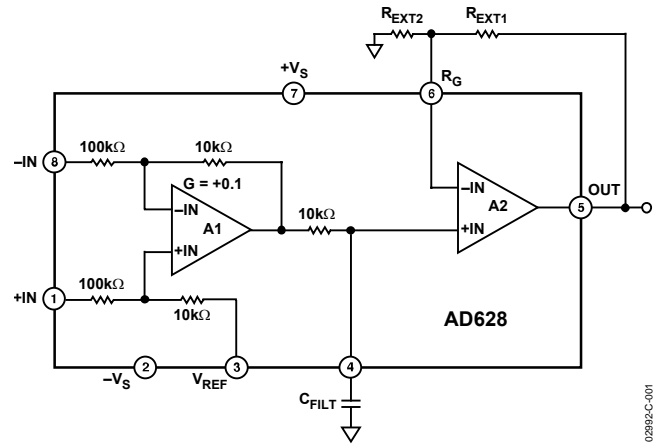 R_EXT2
R_EXT1
+V_S
R_G
7
6
100kΩ
10kΩ
–IN
8
G = +0.1
–IN
A1
+IN
10kΩ
–IN
A2
+IN
OUT
5
100kΩ
+IN
1
10kΩ
AD628
2
3
4
–V_S
V_REF
C_FILT
02992-C-001